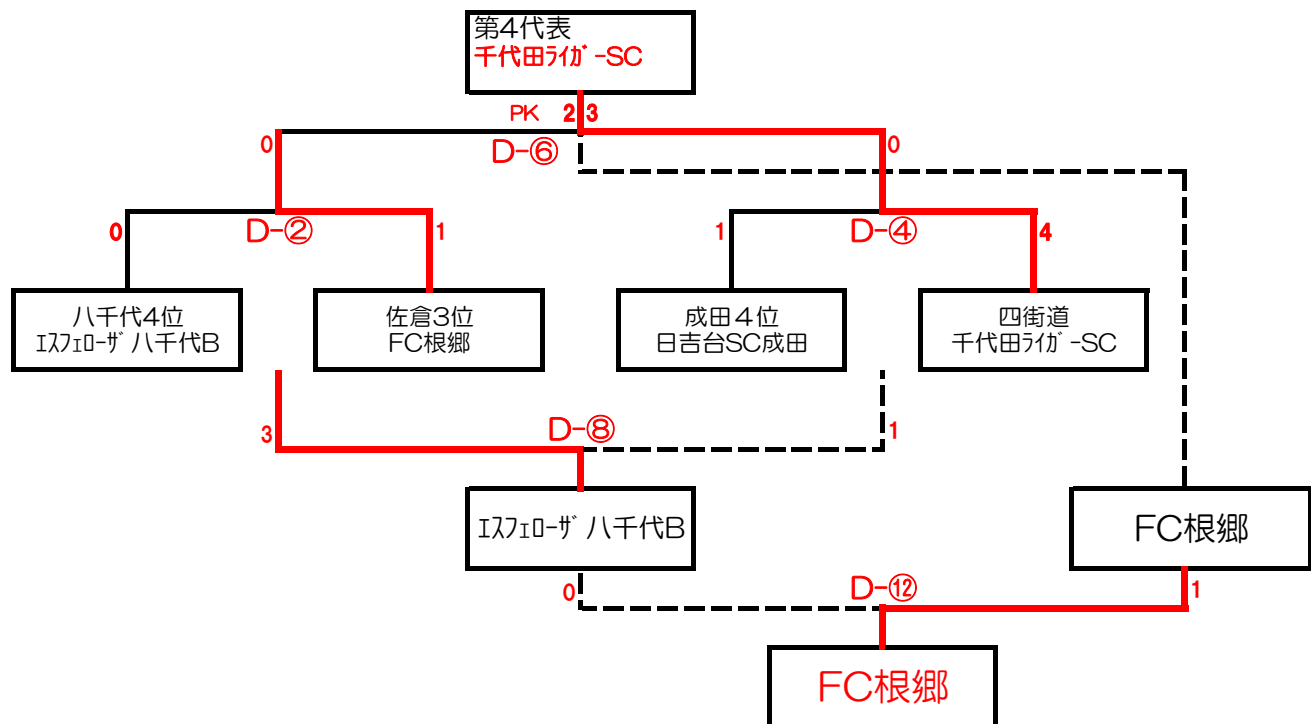 第4代表
千代田ﾗｲｶﾞｰSC
PK 2 3
0 0
D-⑥
0 D-② 1 1 D-④ 4
八千代4位
ｴｽﾌｪﾛｰｻﾞ八千代B
佐倉3位
FC根郷
成田４位
日吉台SC成田
四街道
千代田ﾗｲｶﾞｰSC
3 D-⑧ 1
ｴｽﾌｪﾛｰｻﾞ八千代B
FC根郷
0 D-⑫ 1
FC根郷